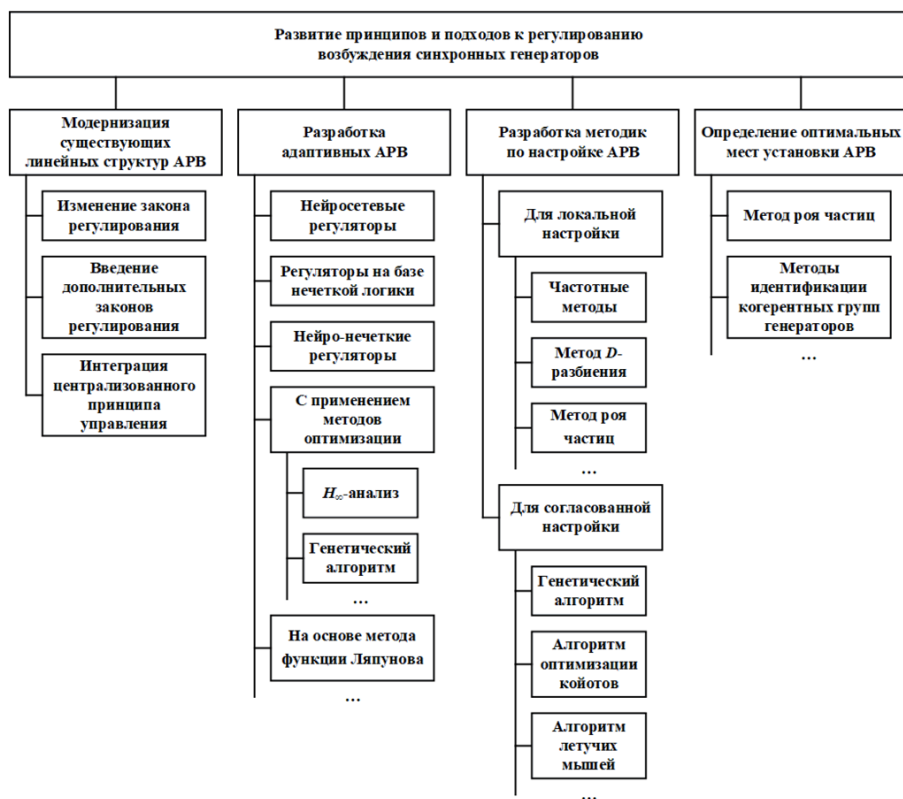 Развитие принципов и подходов к регулированию
возбуждения синхронных генераторов
Модернизация
существующих
линейных структур АРВ
Изменение закона
регулирования
Введение
дополнительных
законов
регулирования
Интеграция
централизованного
принципа
управления
Разработка
адаптивных АРВ
Нейросетевые
регуляторы
Регуляторы на базе
нечеткой логики
Нейро-нечеткие
регуляторы
С применением
методов
оптимизации
H∞-анализ
Генетический
алгоритм
...
На основе метода
функции Ляпунова
...
Разработка методик
по настройке АРВ
Для локальной
настройки
Частотные
методы
Метод D-
разбиения
Метод роя
частиц
...
Для согласованной
настройки
Генетический
алгоритм
Алгоритм
оптимизации
койотов
Алгоритм
летучих
мышей
...
Определение оптимальных
мест установки АРВ
Метод роя частиц
Методы
идентификации
когерентных групп
генераторов
...